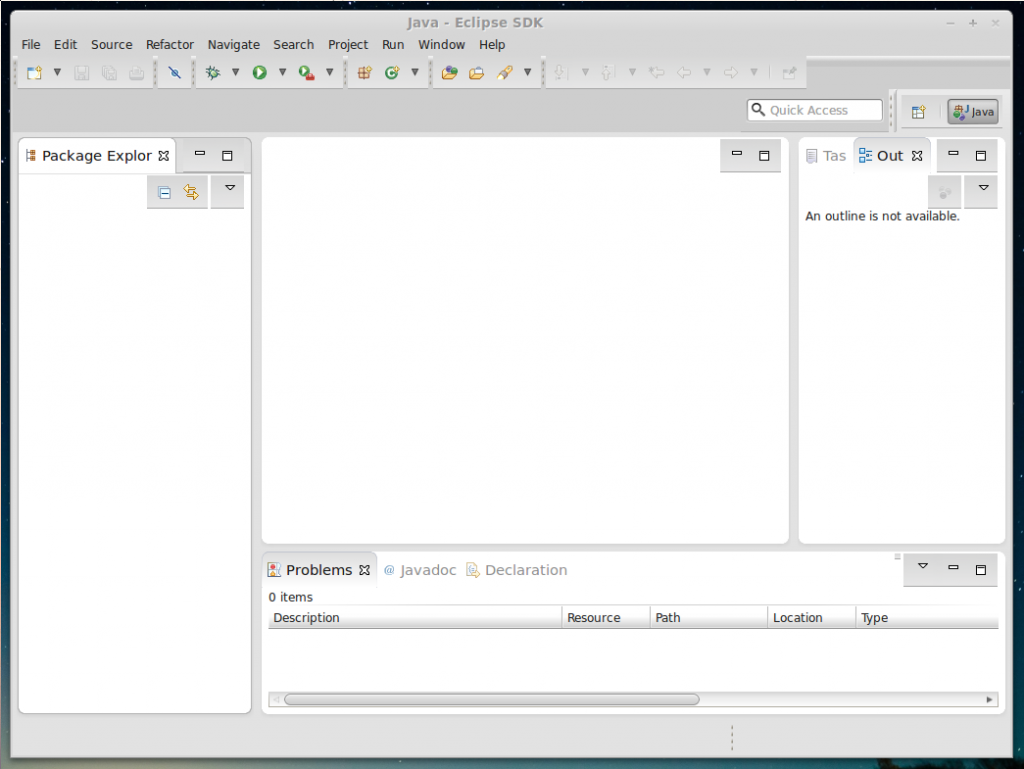 Java - Eclipse SDK
File Edit Source Refactor Navigate Search Project Run Window Help
Quick Access
Java
Package Explor
Tas Out
An outline is not available.
Problems @ Javadoc Declaration
0 items
Description Resource Path Location Type